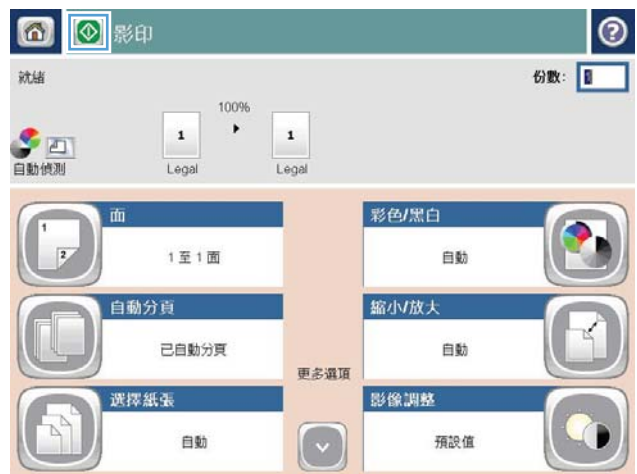 影印
就緒
份數: 1
100%
1
1
自動偵測
Legal
Legal
面
1
2
1 至 1 面
彩色/黑白
自動
自動分頁
已自動分頁
縮小/放大
自動
更多選項
選擇紙張
自動
影像調整
預設值